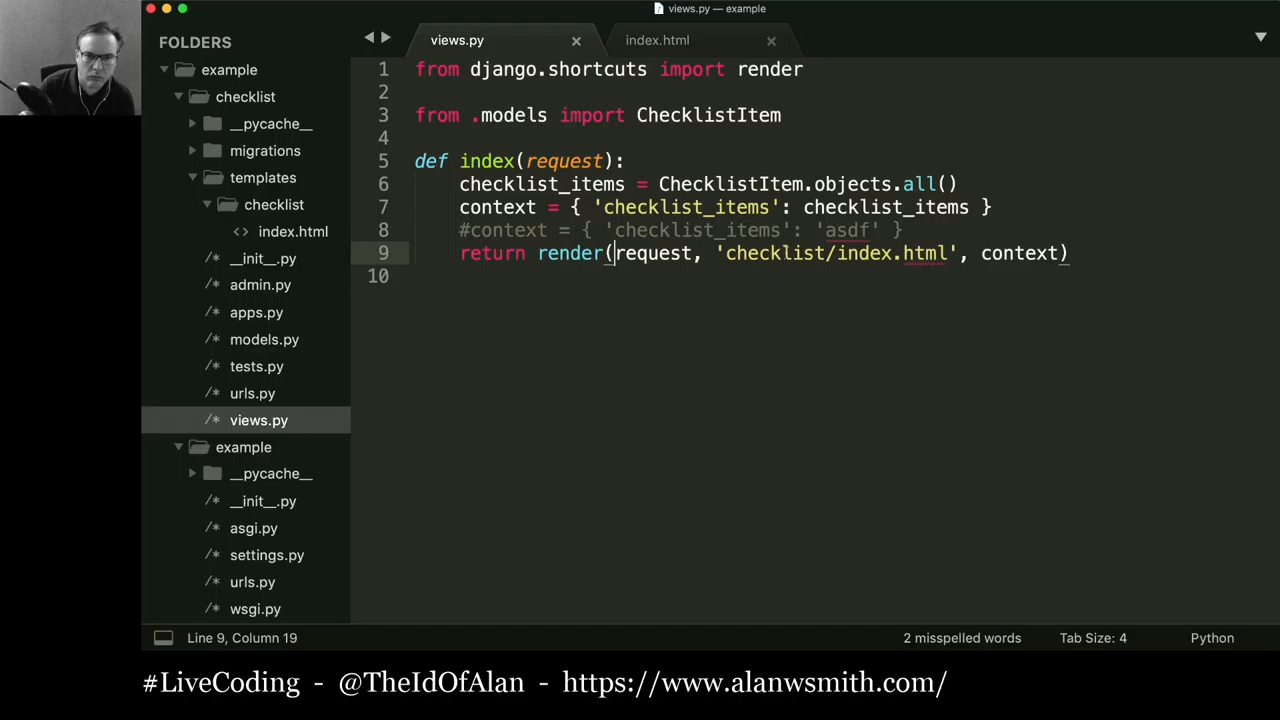 views.py — example
FOLDERS
example
checklist
__pycache__
migrations
templates
checklist
<> index.html
/* __init__.py
/* admin.py
/* apps.py
/* models.py
/* tests.py
/* urls.py
/* views.py
example
__pycache__
/* __init__.py
/* asgi.py
/* settings.py
/* urls.py
/* wsgi.py
views.py
index.html
1 from django.shortcuts import render
2
3 from .models import ChecklistItem
4
5 def index(request):
6 checklist_items = ChecklistItem.objects.all()
7 context = { 'checklist_items': checklist_items }
8 #context = { 'checklist_items': 'asdf' }
9 return render(request, 'checklist/index.html', context)
10
Line 9, Column 19
2 misspelled words
Tab Size: 4
Python
#LiveCoding - @TheIdOfAlan - https://www.alanwsmith.com/